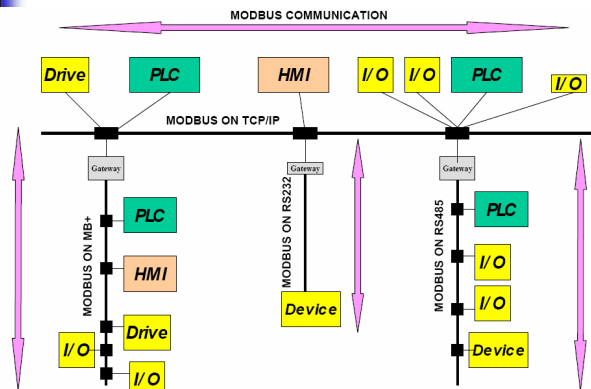 MODBUS COMMUNICATION
Drive
PLC
HMI
I/O
I/O
PLC
I/O
MODBUS ON TCP/IP
Gateway
Gateway
Gateway
MODBUS ON MB+
PLC
HMI
Drive
I/O
I/O
MODBUS ON RS232
Device
MODBUS ON RS485
PLC
I/O
I/O
Device